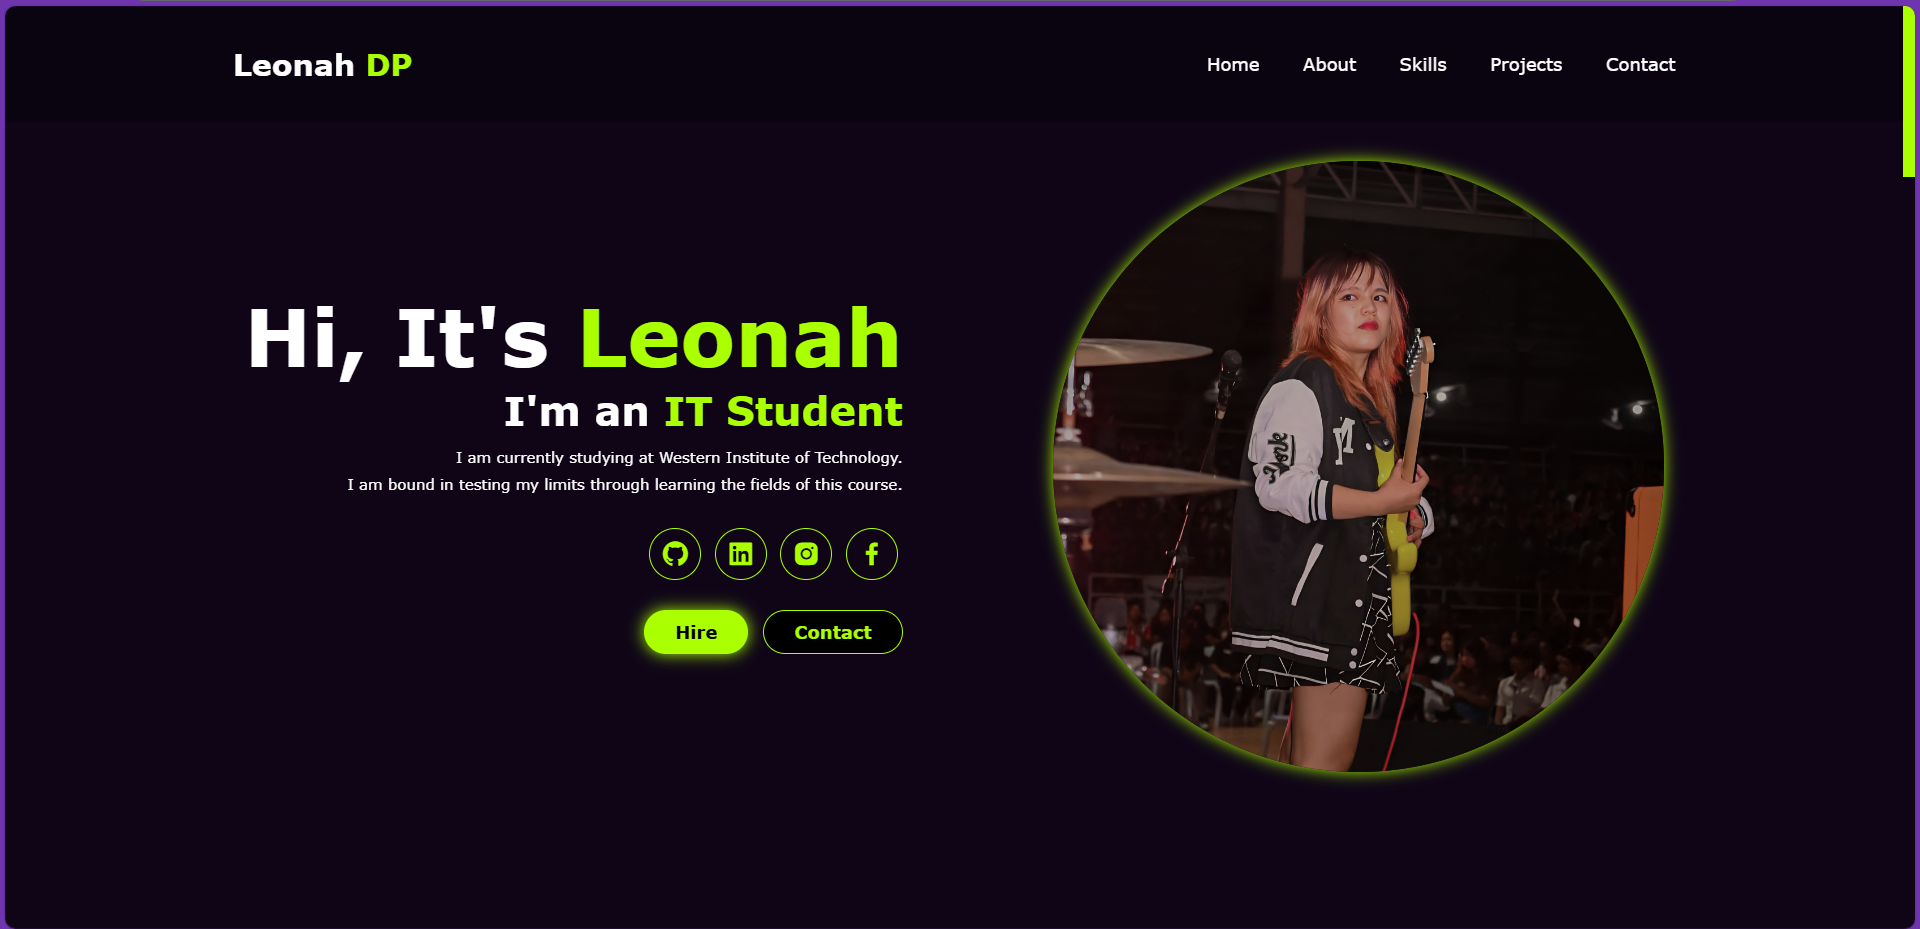 Leonah DP
Home About Skills Projects Contact
Hi, It's Leonah
I'm an IT Student
I am currently studying at Western Institute of Technology.
I am bound in testing my limits through learning the fields of this course.
Hire Contact
York
M